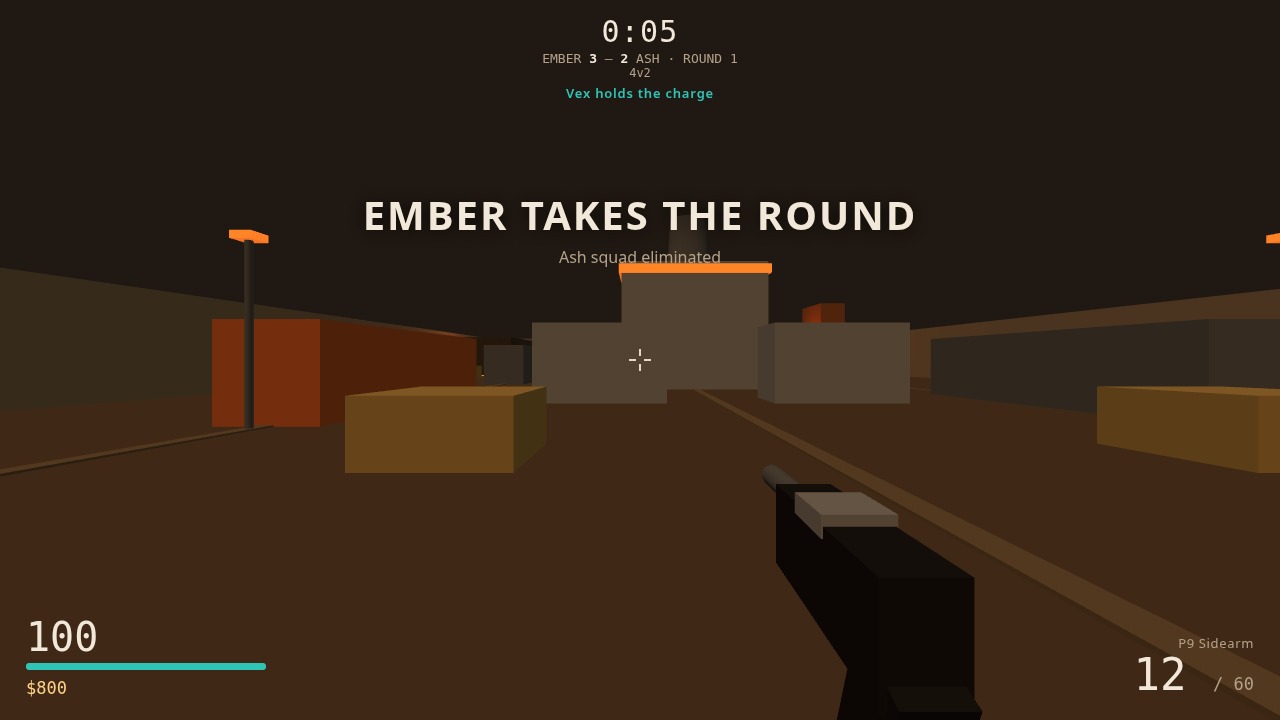 0:05
EMBER 3 — 2 ASH · ROUND 1
4v2
Vex holds the charge
EMBER TAKES THE ROUND
Ash squad eliminated
100
$800
P9 Sidearm
12 / 60